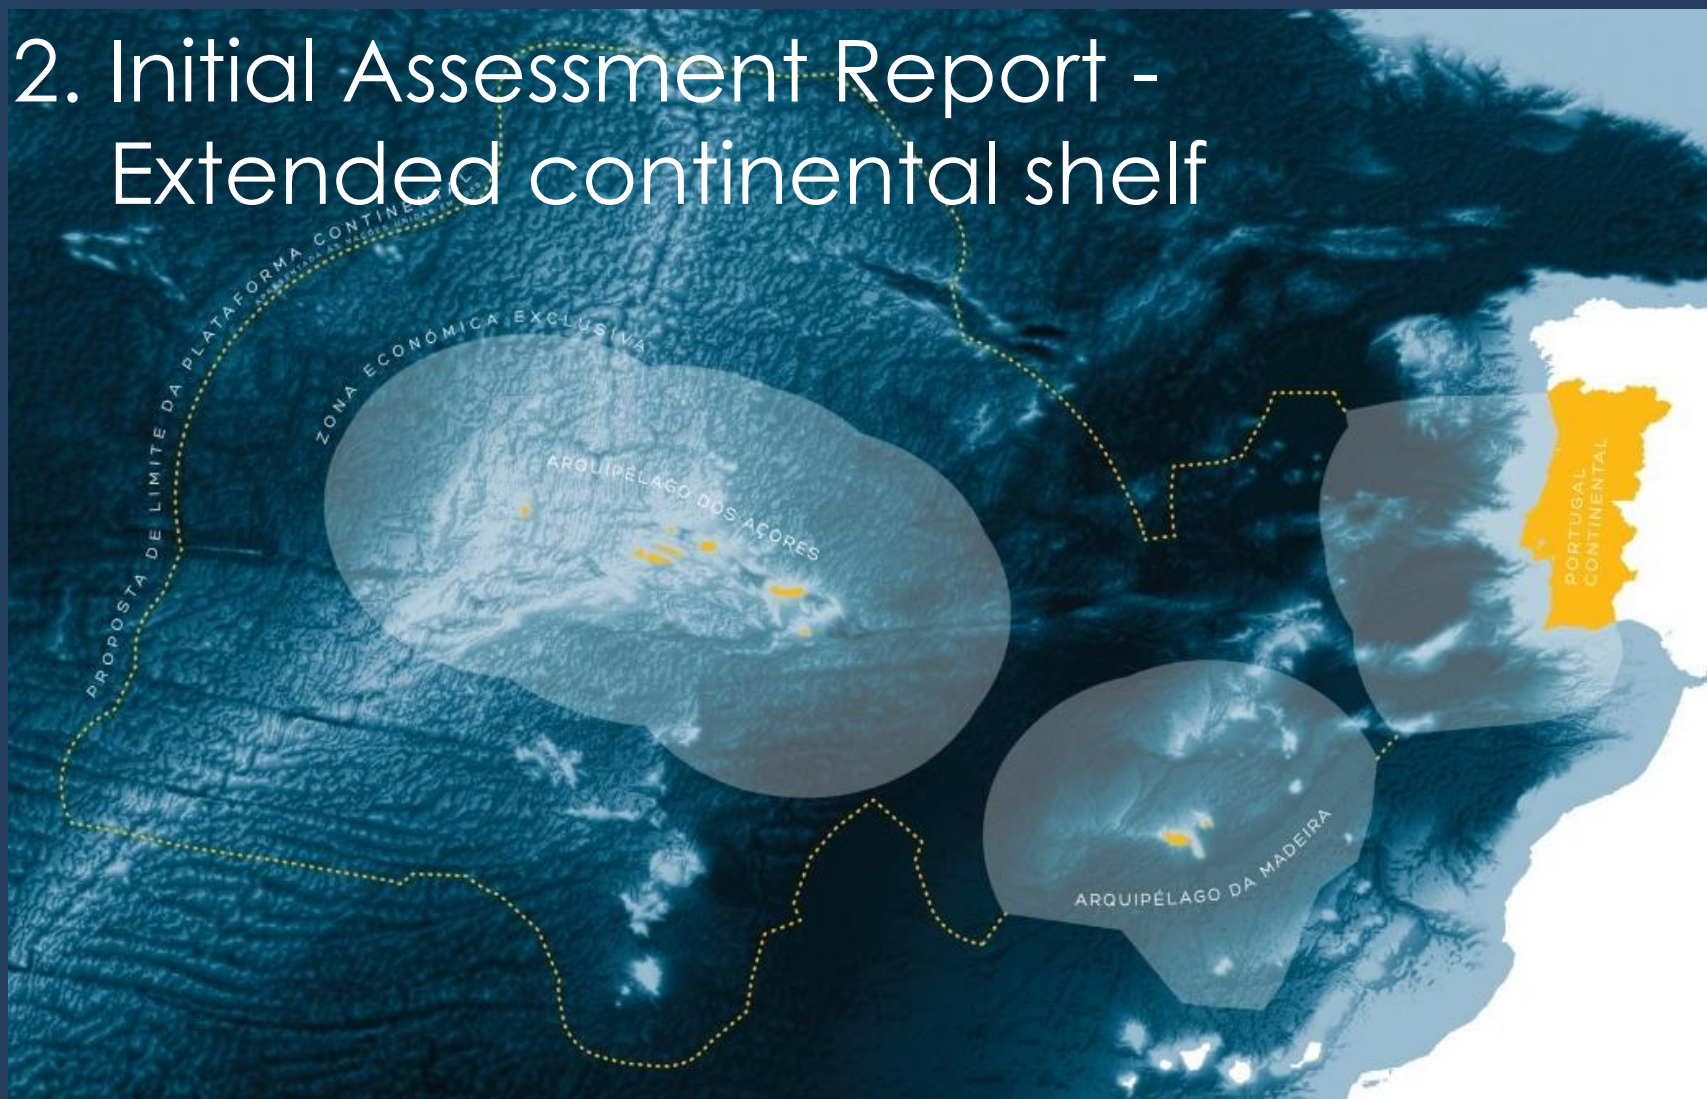 2. Initial Assessment Report -
Extended continental shelf
PROPOSTA DE LIMITE DA PLATAFORMA CONTINENTAL
ZONA ECONÓMICA EXCLUSIVA
ARQUIPÉLAGO DOS AÇORES
PORTUGAL
CONTINENTAL
ARQUIPÉLAGO DA MADEIRA